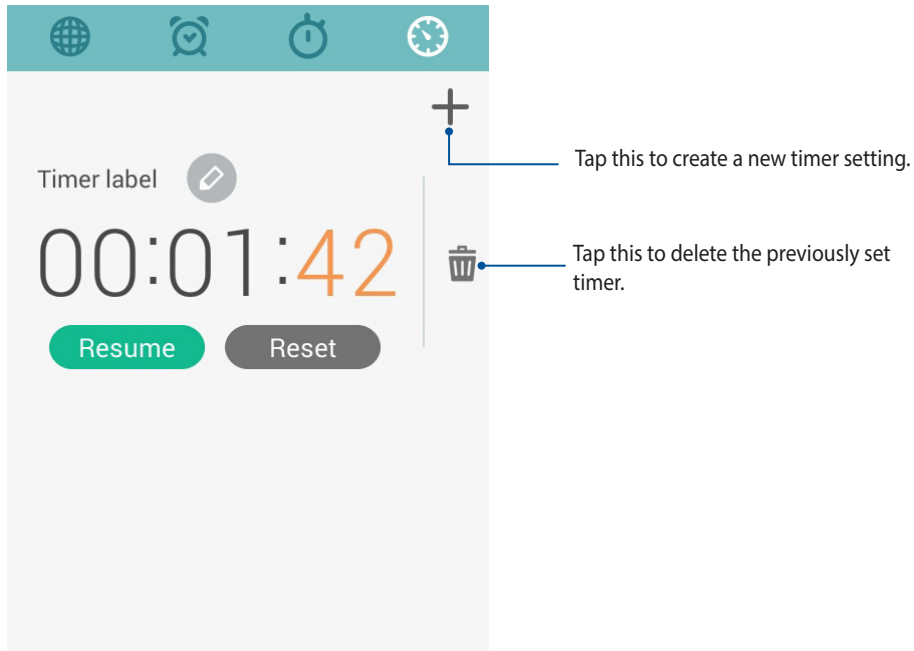 Tap this to create a new timer setting.
Timer label
00:01:42
Tap this to delete the previously set
timer.
Resume Reset